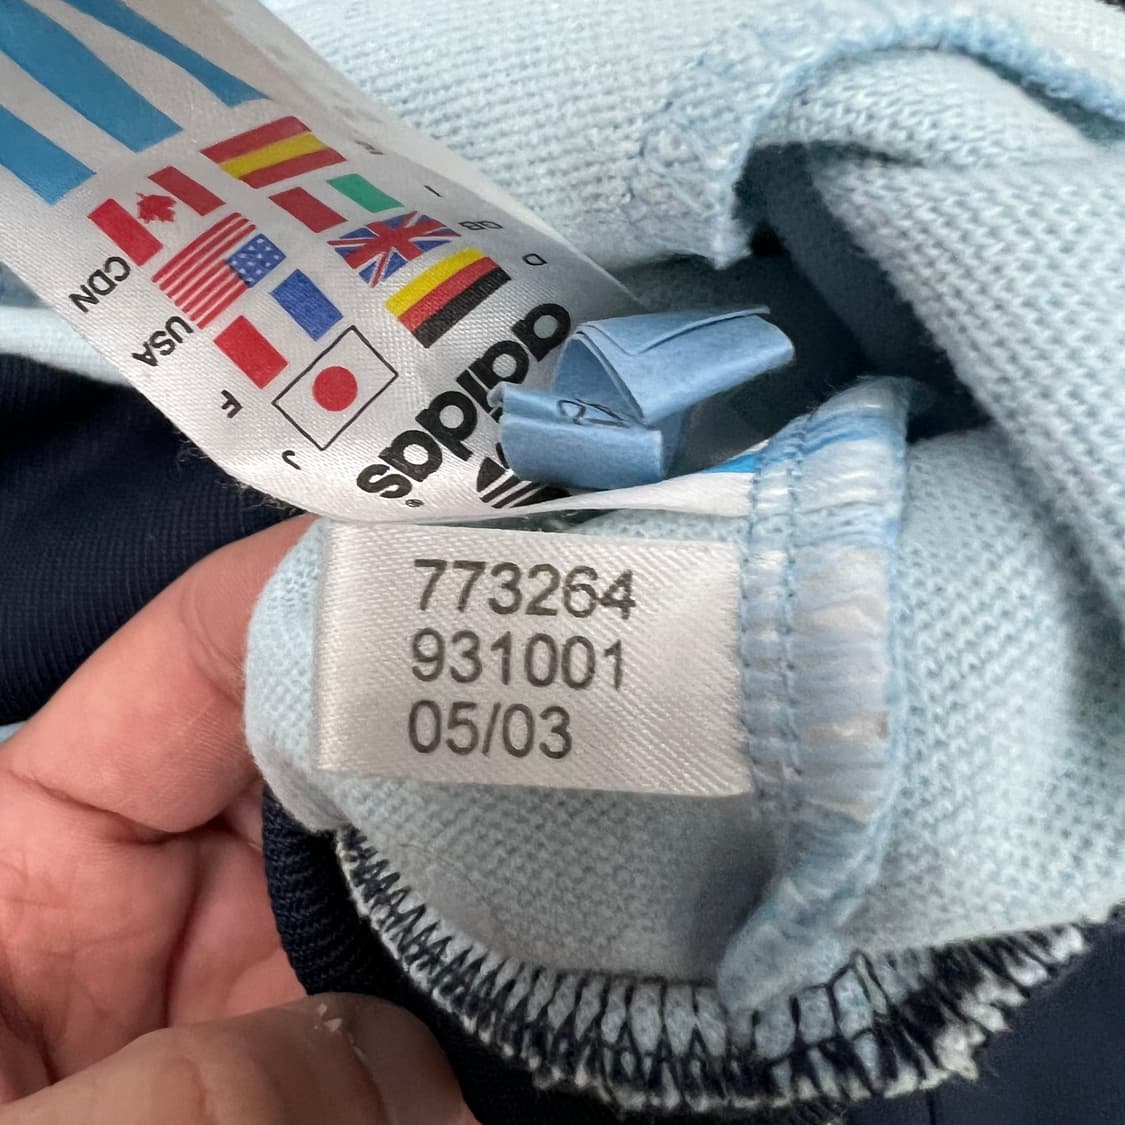 773264
931001
05/03
adidas
D
GB
I
J
F
USA
CDN